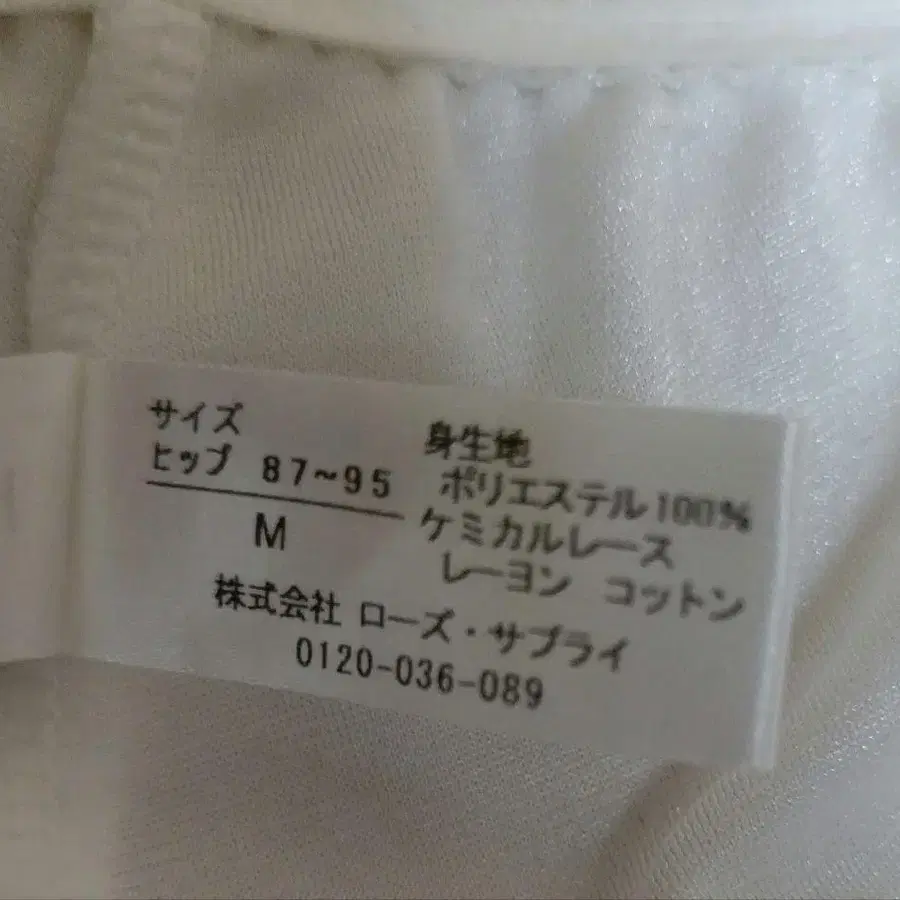 サイズ
ヒップ 87~95
M
身生地
ポリエステル100%
ケミカルレース
レーヨン コットン
株式会社 ローズ・サプライ
0120-036-089